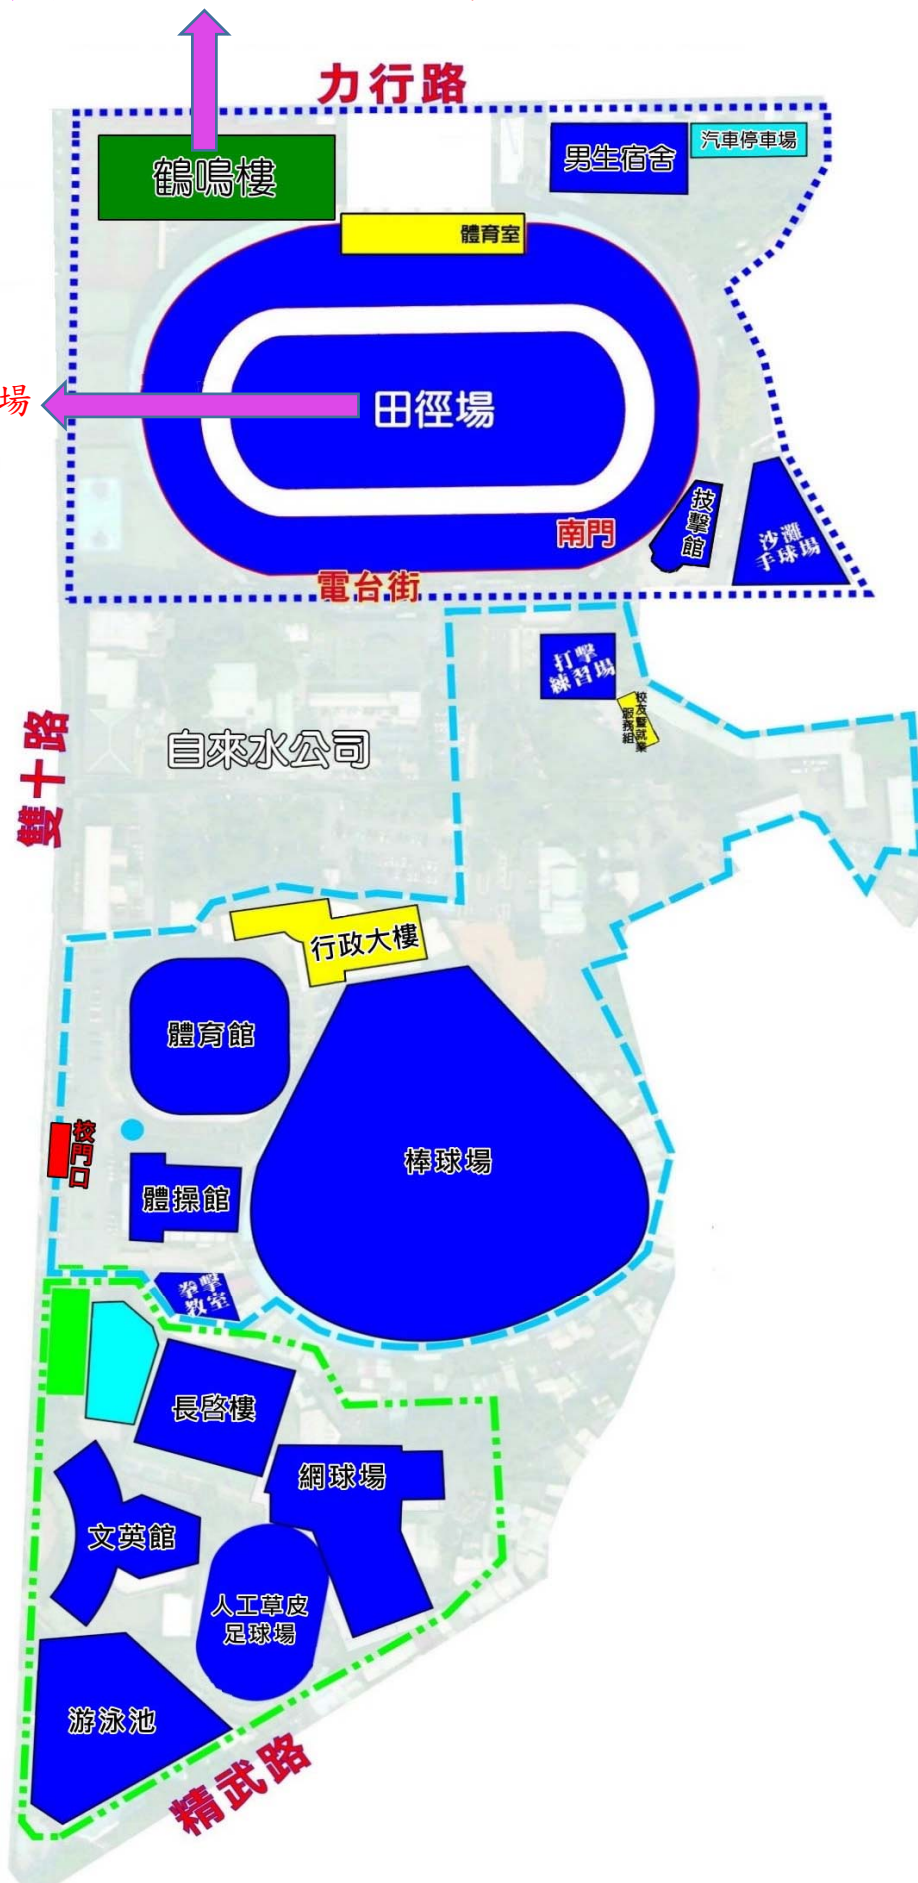 力行路
鶴鳴樓
男生宿舍
汽車停車場
體育室
場
田徑場
南門
技擊館
沙灘
手球場
電台街
打擊
練習場
校友暨就業
服務組
自來水公司
雙十路
行政大樓
體育館
校門口
棒球場
體操館
拳擊
教室
長啓樓
網球場
文英館
人工草皮
足球場
游泳池
精武路